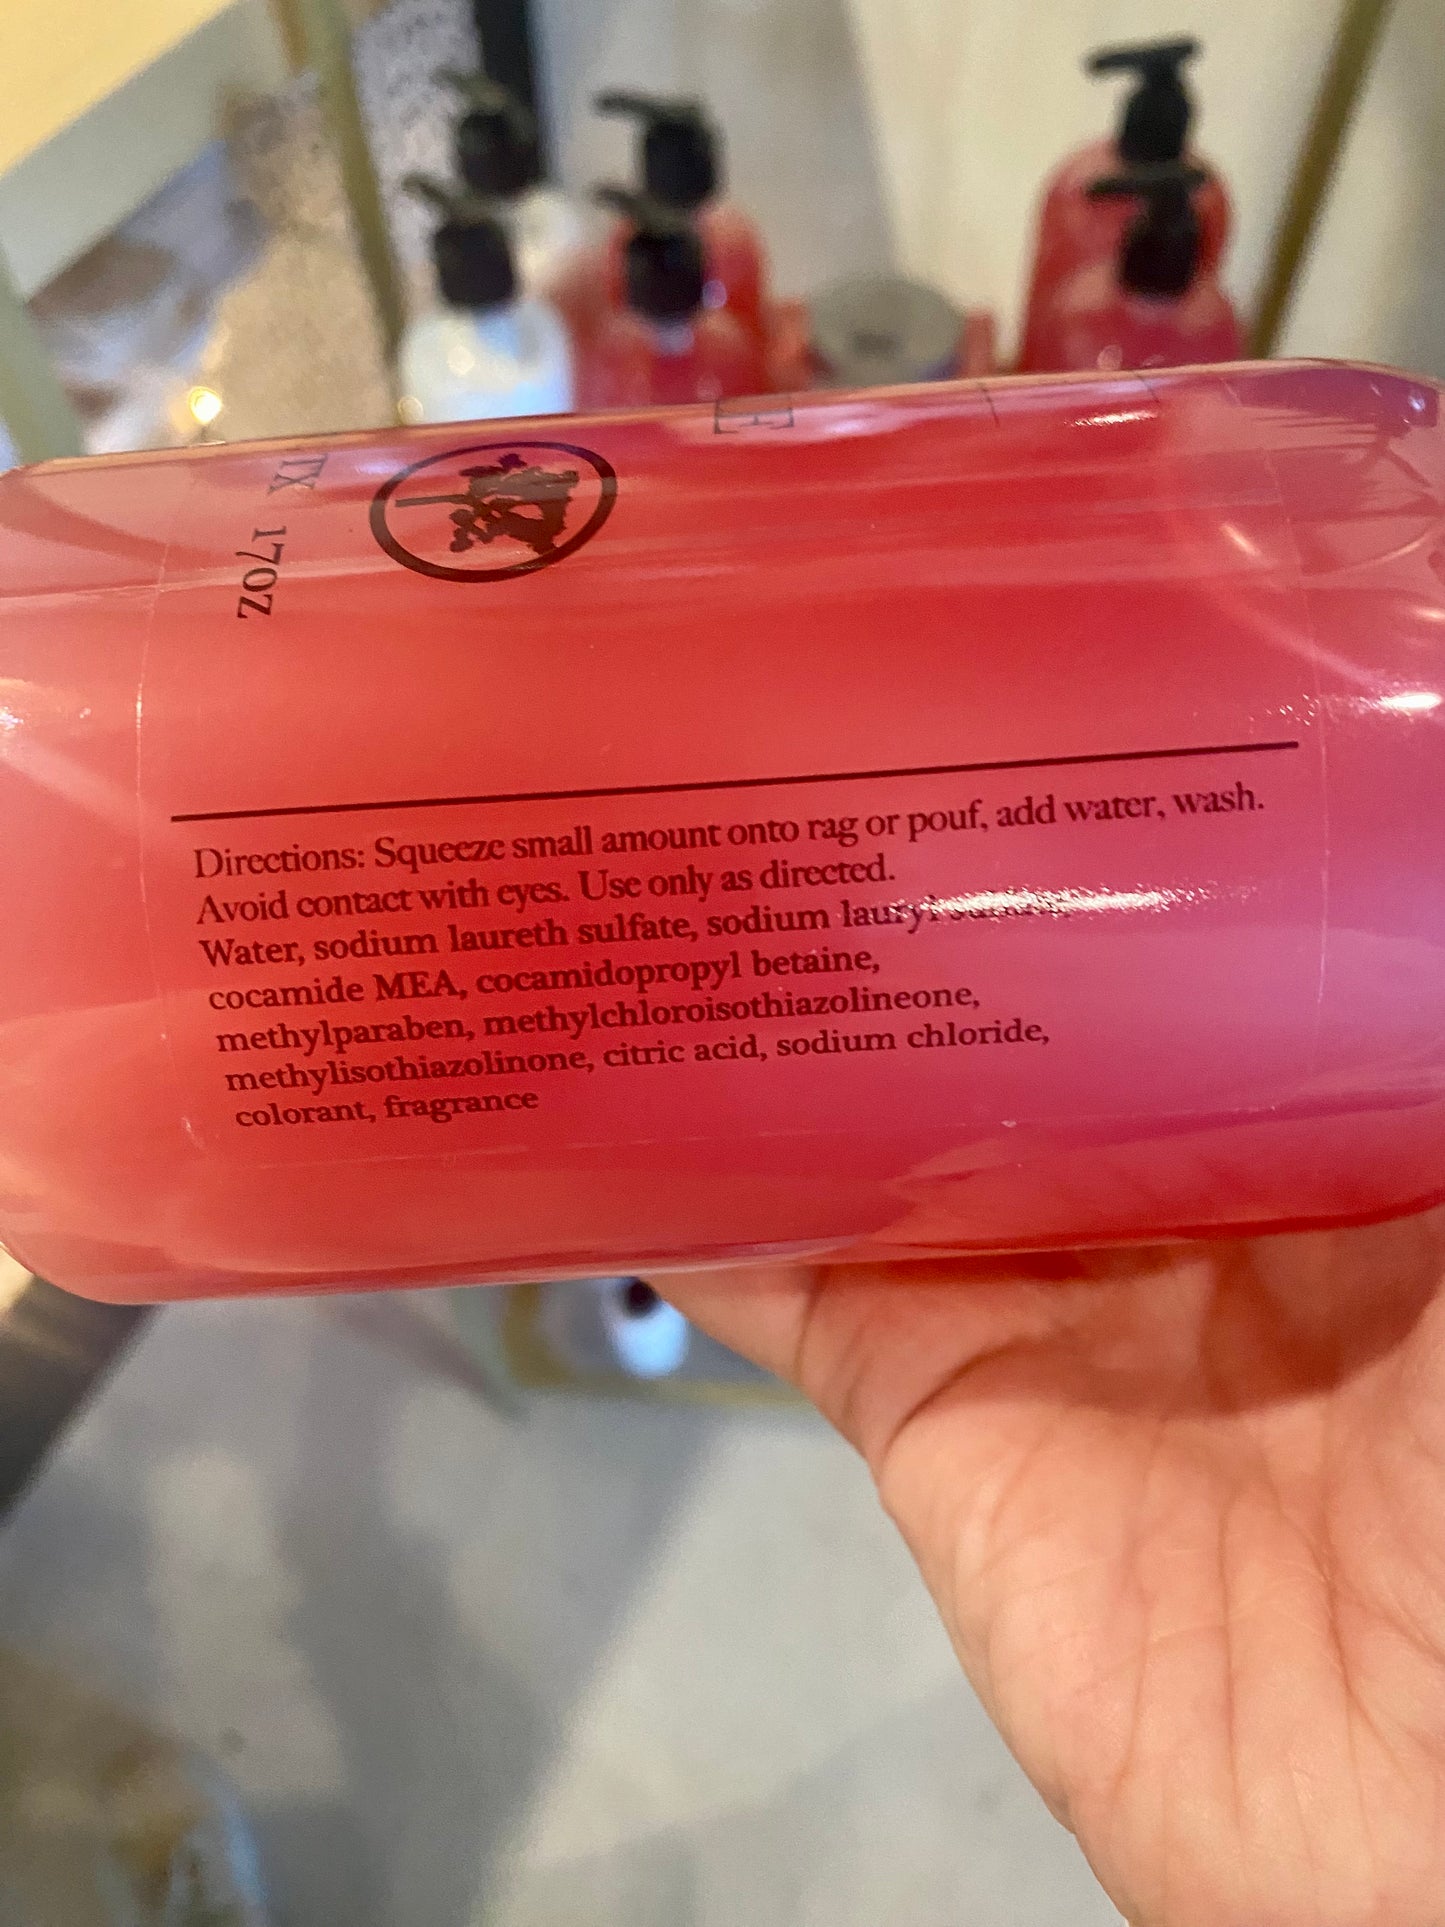 TX 17oz
E
Directions: Squeeze small amount onto rag or pouf, add water, wash.
Avoid contact with eyes. Use only as directed.
Water, sodium laureth sulfate, sodium lauryl
cocamide MEA, cocamidopropyl betaine,
methylparaben, methylchloroisothiazolineone,
methylisothiazolinone, citric acid, sodium chloride,
colorant, fragrance